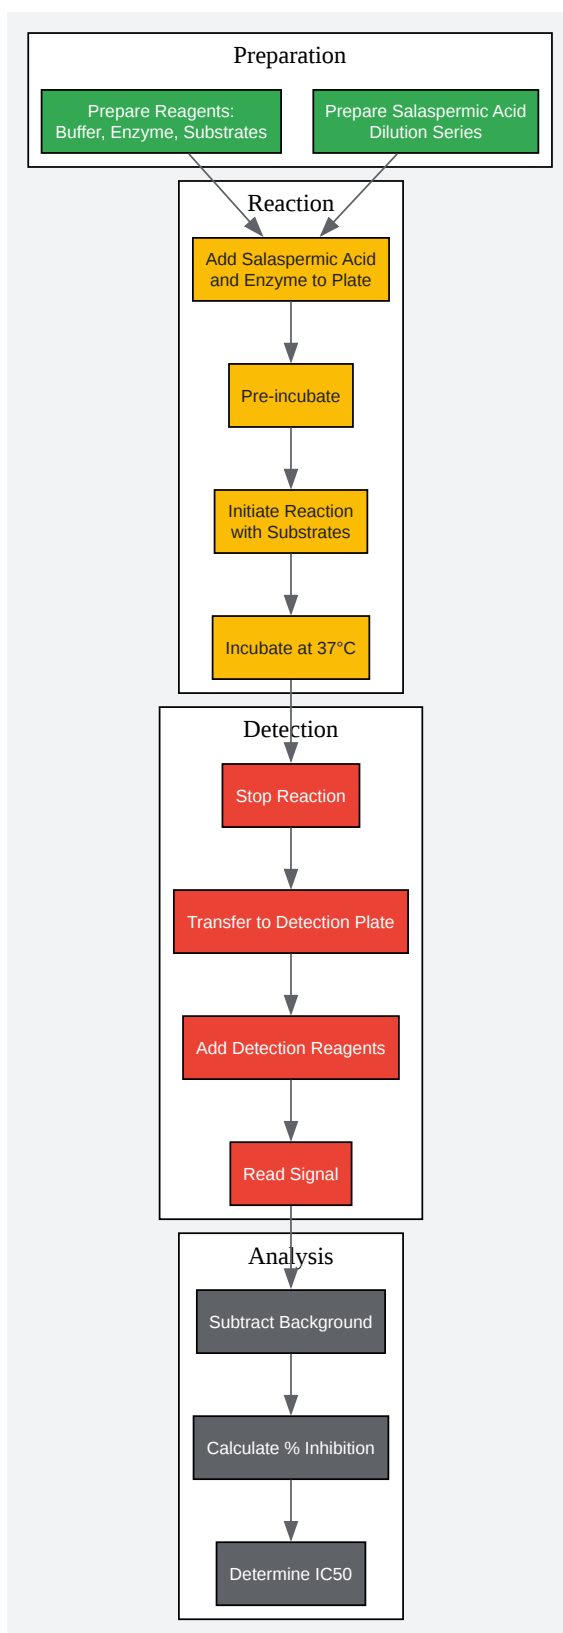 Preparation
Prepare Reagents:
Buffer, Enzyme, Substrates
Prepare Salaspermic Acid
Dilution Series
Reaction
Add Salaspermic Acid
and Enzyme to Plate
Pre-incubate
Initiate Reaction
with Substrates
Incubate at 37°C
Detection
Stop Reaction
Transfer to Detection Plate
Add Detection Reagents
Read Signal
Analysis
Subtract Background
Calculate % Inhibition
Determine IC50